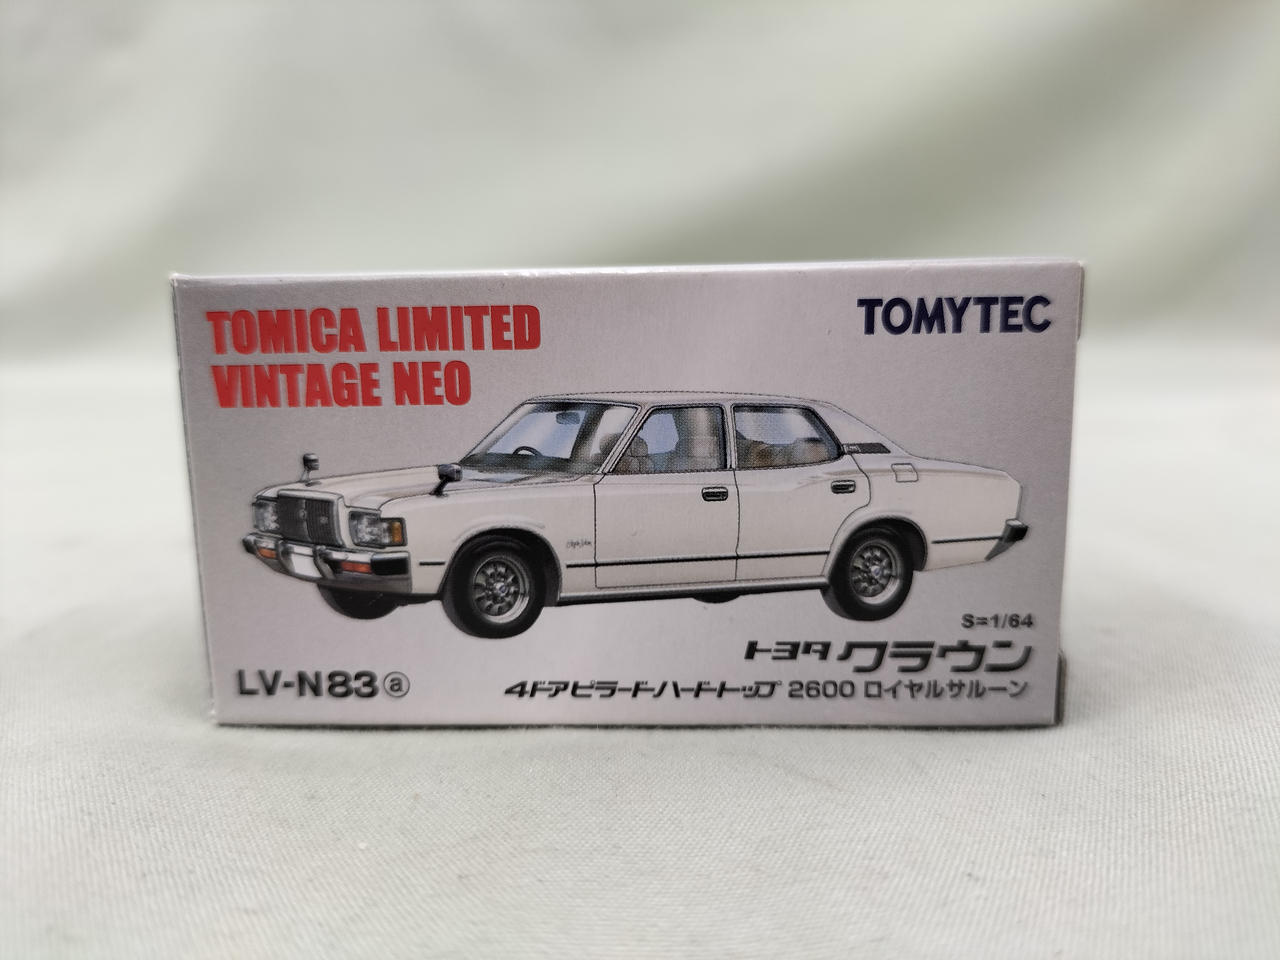 TOMICA LIMITED
VINTAGE NEO
TOMYTEC
S=1/64
トヨタ クラウン
LV-N83ⓐ
4ドアピラードハードトップ 2600 ロイヤルサルーン